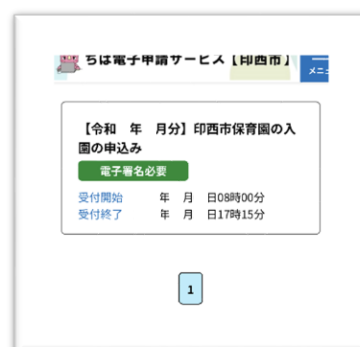 ちば電子申請サービス【印西市】
メニュ
【令和　年　月分】印西市保育園の入
園の申込み
電子署名必要
受付開始　年　月　日08時00分
受付終了　年　月　日17時15分
1